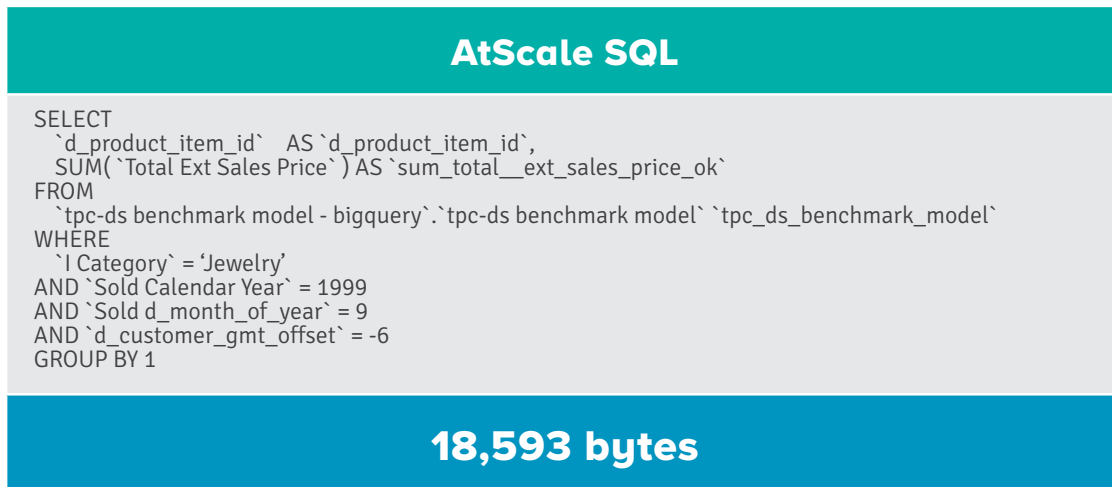 AtScale SQL
SELECT
`d_product_item_id` AS `d_product_item_id`,
SUM( `Total Ext Sales Price` ) AS `sum_total__ext_sales_price_ok`
FROM
`tpc-ds benchmark model - bigquery`.`tpc-ds benchmark model` `tpc_ds_benchmark_model`
WHERE
`I Category` = ‘Jewelry’
AND `Sold Calendar Year` = 1999
AND `Sold d_month_of_year` = 9
AND `d_customer_gmt_offset` = -6
GROUP BY 1
18,593 bytes